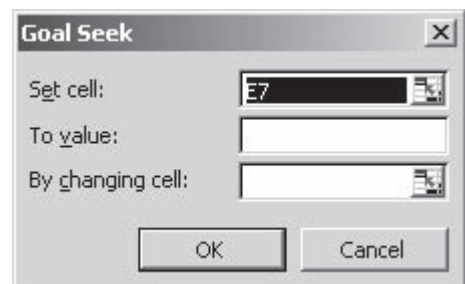 Goal Seek
Set cell: E7
To value:
By changing cell:
OK Cancel